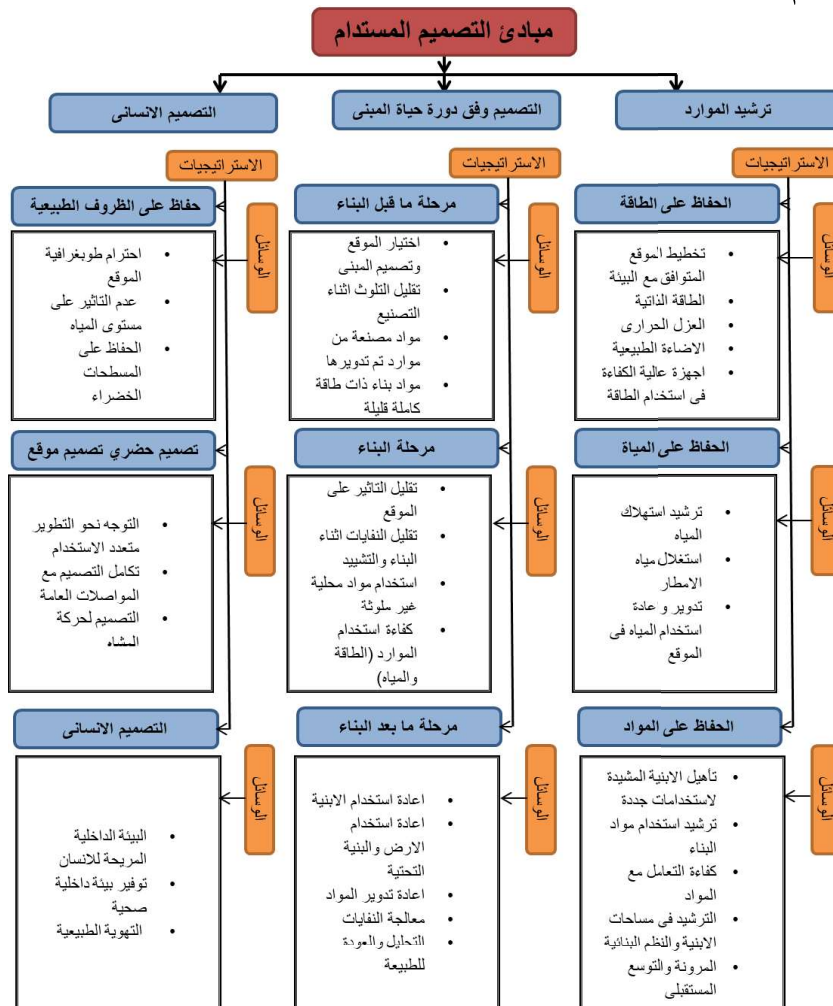 مبادئ التصميم المستدام
ترشيد الموارد
التصميم وفق دورة حياة المبنى
التصميم الانسانى
الاستراتيجيات
الاستراتيجيات
الاستراتيجيات
الحفاظ على الطاقة
الوسائل
• تخطيط الموقع
المتوافق مع البيئة
• الطاقة الذاتية
• العزل الحرارى
• الاضاءة الطبيعية
• اجهزة عالية الكفاءة
فى استخدام الطاقة
الحفاظ على المياة
الوسائل
• ترشيد استهلاك
المياه
• استغلال مياه
الامطار
• تدوير و عادة
استخدام المياه فى
الموقع
الحفاظ على المواد
الوسائل
• تأهيل الابنية المشيدة
لاستخدامات جددة
• ترشيد استخدام مواد
البناء
• كفاءة التعامل مع
المواد
• الترشيد فى مساحات
الابنية والنظم البنائية
• المرونة والتوسع
المستقبلى
مرحلة ما قبل البناء
الوسائل
• اختيار الموقع
وتصميم المبنى
• تقليل التلوث اثناء
التصنيع
• مواد مصنعة من
موارد تم تدويرها
• مواد بناء ذات طاقة
كاملة قليلة
مرحلة البناء
الوسائل
• تقليل التاثير على
الموقع
• تقليل النفايات اثناء
البناء والتشييد
• استخدام مواد محلية
غير ملوثة
• كفاءة استخدام
الموارد (الطاقة
والمياه)
مرحلة ما بعد البناء
الوسائل
• اعادة استخدام الابنية
• اعادة استخدام
الارض والبنية
التحتية
• اعادة تدوير المواد
• معالجة النفايات
• التحليل والعودة
للطبيعة
حفاظ على الظروف الطبيعية
الوسائل
• احترام طوبغرافية
الموقع
• عدم التاثير على
مستوى المياه
• الحفاظ على
المسطحات
الخضراء
تصميم حضري تصميم موقع
الوسائل
• التوجه نحو التطوير
متعدد الاستخدام
• تكامل التصميم مع
المواصلات العامة
• التصميم لحركة
المشاه
التصميم الانسانى
الوسائل
• البيئة الداخلية
المريحة للانسان
• توفير بيئة داخلية
صحية
• التهوية الطبيعية